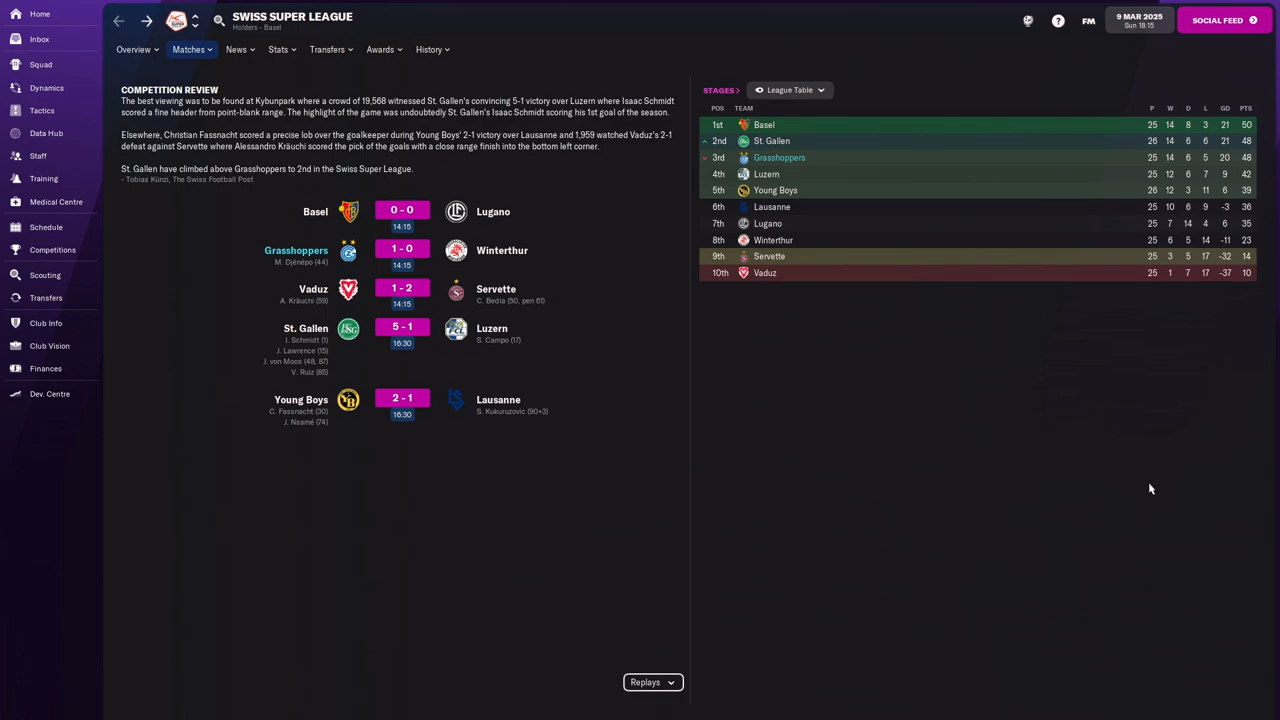 Home
Inbox
Squad
Dynamics
Tactics
Data Hub
Staff
Training
Medical Centre
Schedule
Competitions
Scouting
Transfers
Club Info
Club Vision
Finances
Dev. Centre
SWISS SUPER LEAGUE
Holders - Basel
? FM 9 MAR 2025 SOCIAL FEED
Sun 18:15
Overview Matches News Stats Transfers Awards History
COMPETITION REVIEW
The best viewing was to be found at Kybunpark where a crowd of 19,568 witnessed St. Gallen's convincing 5-1 victory over Luzern where Isaac Schmidt
scored a fine header from point-blank range. The highlight of the game was undoubtedly St. Gallen's Isaac Schmidt scoring his 1st goal of the season.
Elsewhere, Christian Fassnacht scored a precise lob over the goalkeeper during Young Boys' 2-1 victory over Lausanne and 1,959 watched Vaduz's 2-1
defeat against Servette where Alessandro Kräuchi scored the pick of the goals with a close range finish into the bottom left corner.
St. Gallen have climbed above Grasshoppers to 2nd in the Swiss Super League.
- Tobias Künzi, The Swiss Football Post
Basel 0 - 0 Lugano
14:15
Grasshoppers 1 - 0 Winterthur
M. Djénépo (44) 14:15
Vaduz 1 - 2 Servette
A. Kräuchi (59) 14:15 C. Bedia (50, pen 61)
St. Gallen 5 - 1 Luzern
I. Schmidt (1) 16:30 S. Campo (17)
J. Lawrence (15)
J. von Moos (48, 87)
V. Ruiz (85)
Young Boys 2 - 1 Lausanne
C. Fassnacht (30) 16:30 S. Kukuruzovic (90+3)
J. Nsamé (74)
Replays
STAGES League Table
POS TEAM P W D L GD PTS
1st Basel 25 14 8 3 21 50
2nd St. Gallen 26 14 6 6 21 48
3rd Grasshoppers 25 14 6 5 20 48
4th Luzern 25 12 6 7 9 42
5th Young Boys 26 12 3 11 6 39
6th Lausanne 25 10 6 9 -3 36
7th Lugano 25 7 14 4 6 35
8th Winterthur 25 6 5 14 -11 23
9th Servette 25 3 5 17 -32 14
10th Vaduz 25 1 7 17 -37 10